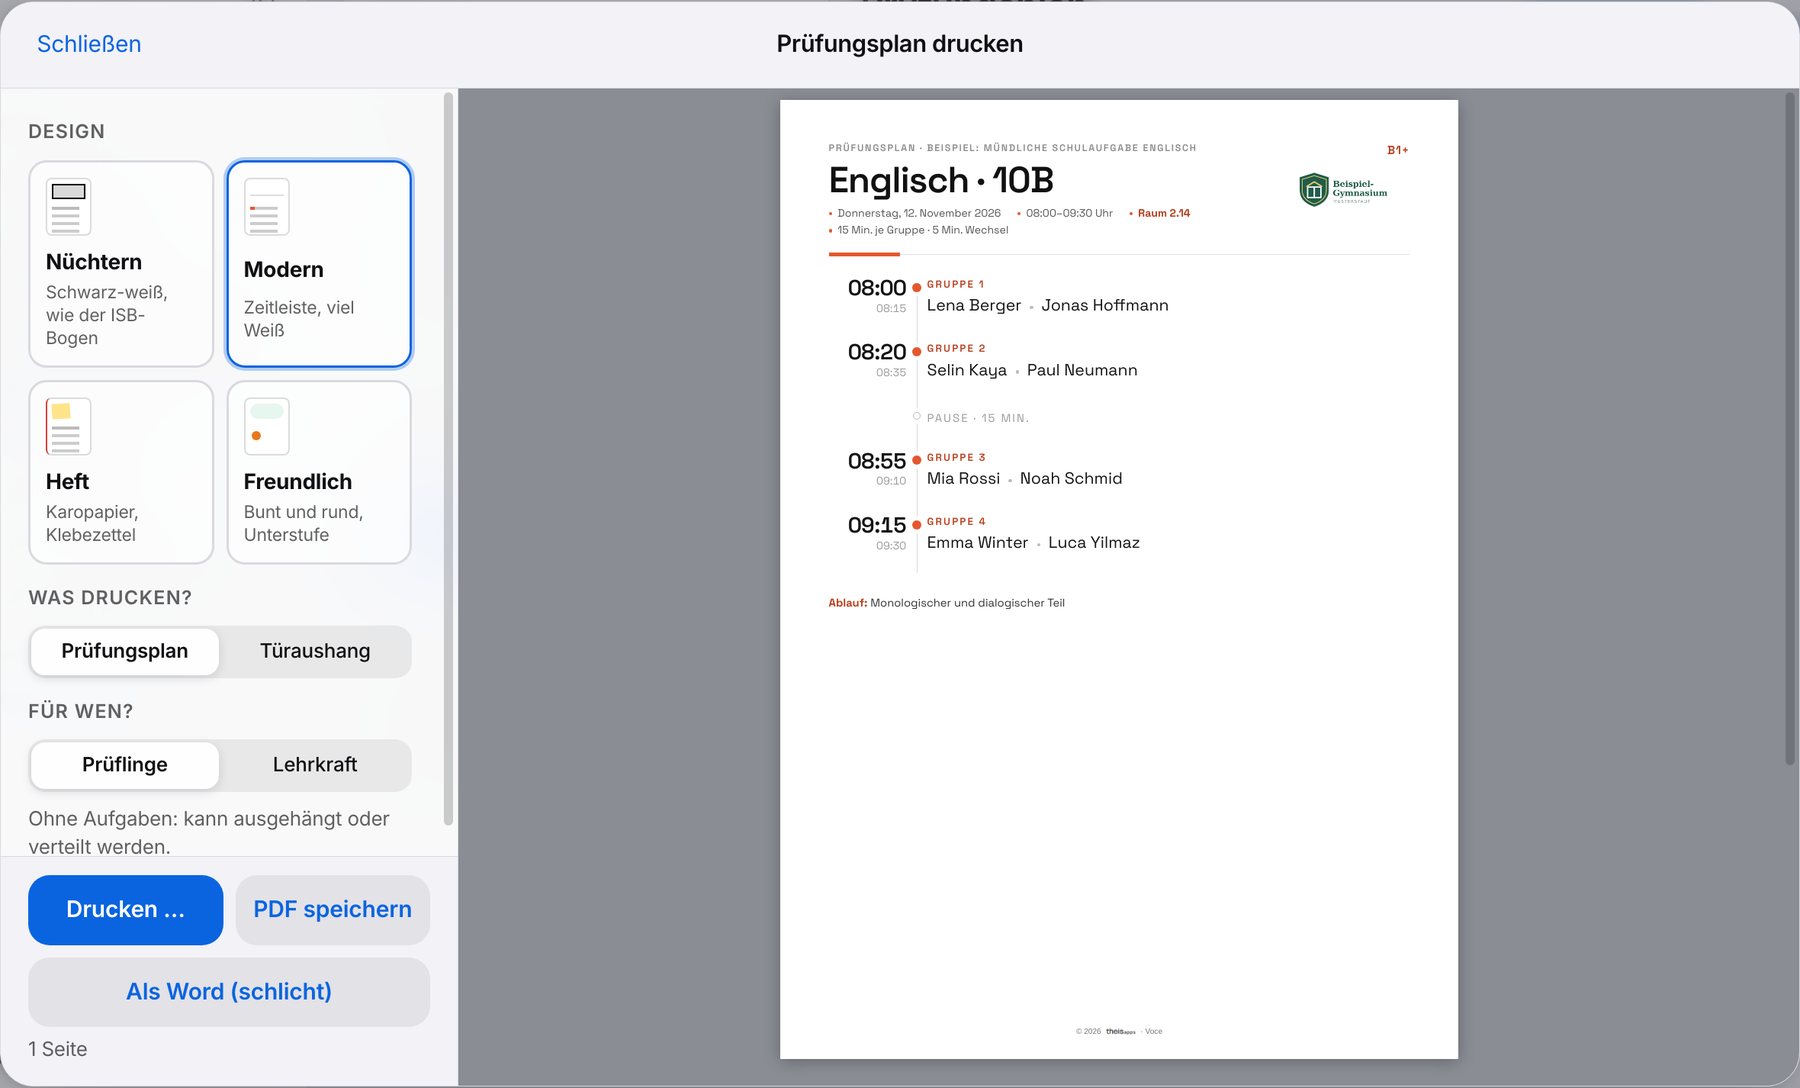 Schließen
Prüfungsplan drucken
DESIGN
Nüchtern
Schwarz-weiß,
wie der ISB-
Bogen
Modern
Zeitleiste, viel
Weiß
Heft
Karopapier,
Klebezettel
Freundlich
Bunt und rund,
Unterstufe
WAS DRUCKEN?
Prüfungsplan
Türaushang
FÜR WEN?
Prüflinge
Lehrkraft
Ohne Aufgaben: kann ausgehängt oder
verteilt werden.
Drucken ...
PDF speichern
Als Word (schlicht)
1 Seite
PRÜFUNGSPLAN · BEISPIEL: MÜNDLICHE SCHULAUFGABE ENGLISCH
B1+
Englisch · 10B
Beispiel-
Gymnasium
MUSTERSTADT
Donnerstag, 12. November 2026
08:00–09:30 Uhr
Raum 2.14
15 Min. je Gruppe · 5 Min. Wechsel
08:00 GRUPPE 1
08:15 Lena Berger • Jonas Hoffmann
08:20 GRUPPE 2
08:35 Selin Kaya • Paul Neumann
PAUSE · 15 MIN.
08:55 GRUPPE 3
09:10 Mia Rossi • Noah Schmid
09:15 GRUPPE 4
09:30 Emma Winter • Luca Yilmaz
Ablauf: Monologischer und dialogischer Teil
© 2026 theisapps · Voce